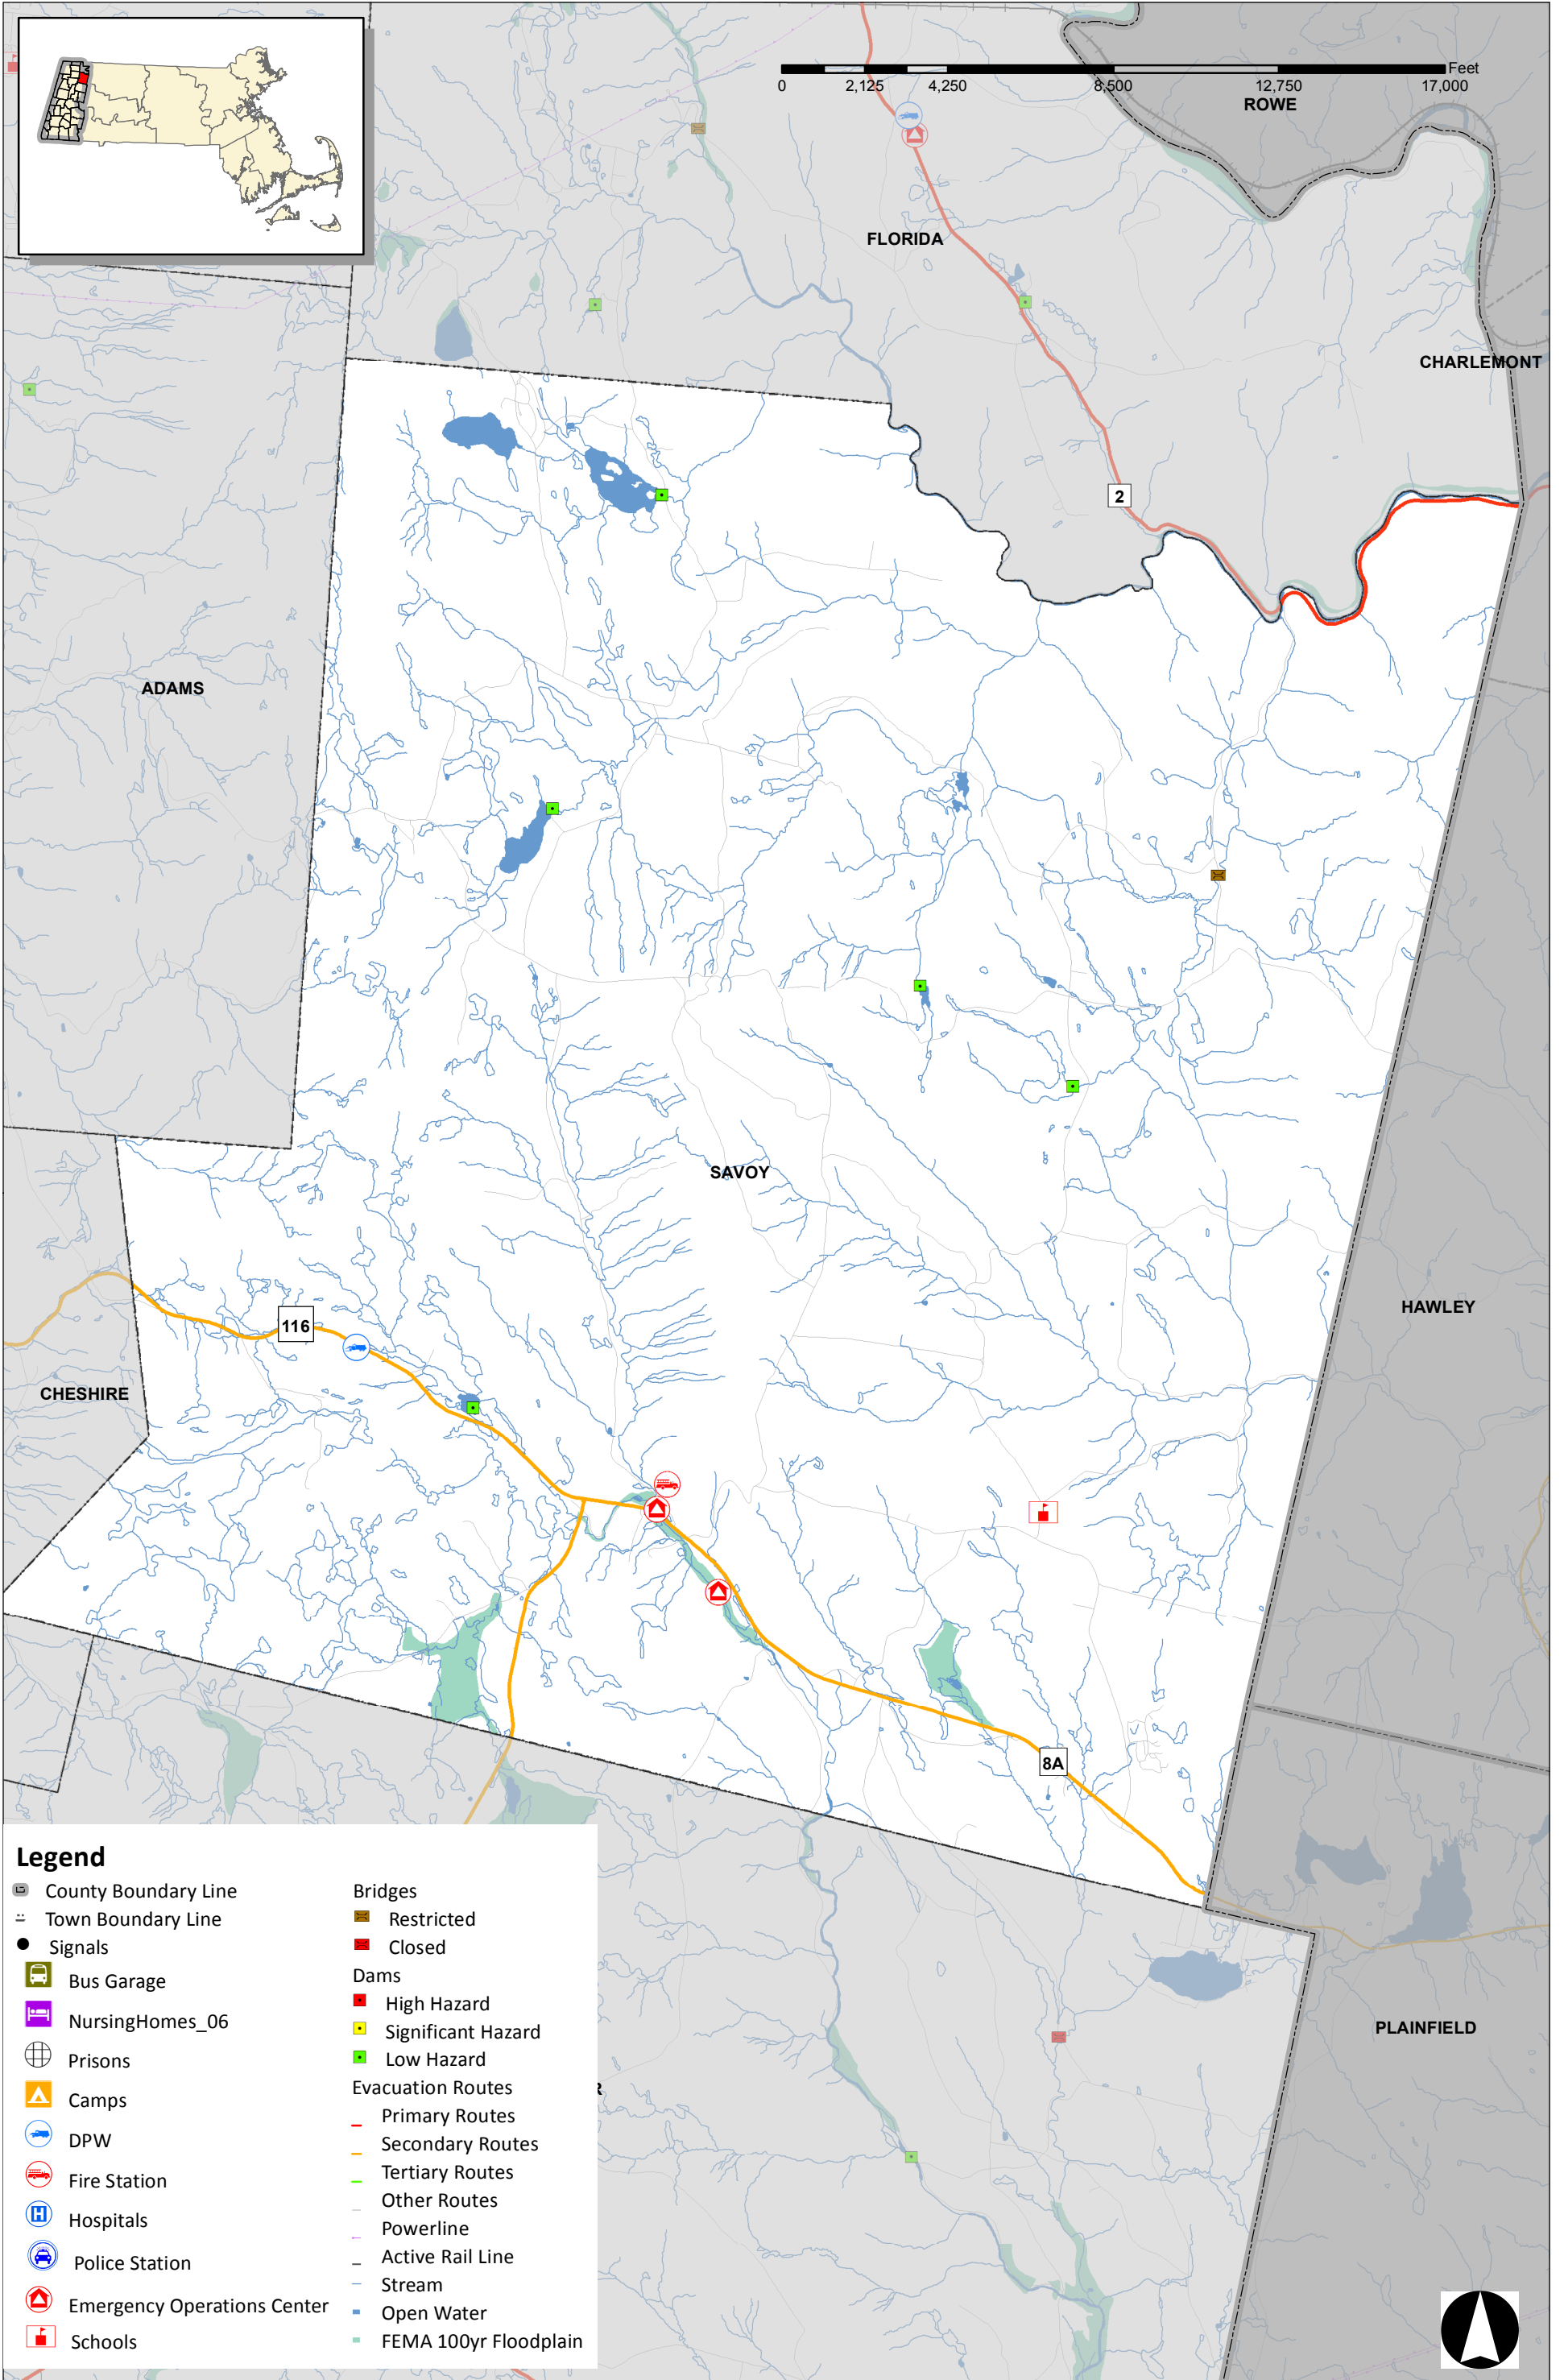 Feet
0 2,125 4,250 8,500 12,750 17,000
ROWE
FLORIDA
CHARLEMONT
2
ADAMS
SAVOY
HAWLEY
116
CHESHIRE
8A
PLAINFIELD
R
Legend
County Boundary Line
Town Boundary Line
Signals
Bus Garage
NursingHomes_06
Prisons
Camps
DPW
Fire Station
Hospitals
Police Station
Emergency Operations Center
Schools
Bridges
Restricted
Closed
Dams
High Hazard
Significant Hazard
Low Hazard
Evacuation Routes
Primary Routes
Secondary Routes
Tertiary Routes
Other Routes
Powerline
Active Rail Line
Stream
Open Water
FEMA 100yr Floodplain